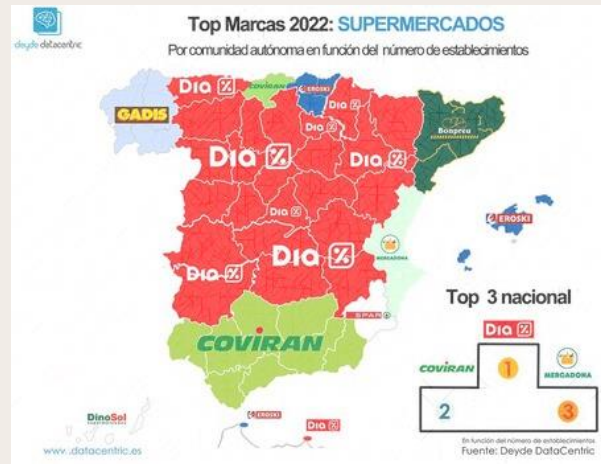 Top Marcas 2022: SUPERMERCADOS
deyde datacentric
Por comunidad autónoma en función del número de establecimientos
GADIS
Dia %
COVIRAN
EROSKI
Dia %
Dia %
Bonpreu
Dia %
Dia %
Dia %
EROSKI
MERCADONA
Dia %
Dia %
SPAR
COVIRAN
Top 3 nacional
Dia %
COVIRAN
MERCADONA
1
2
3
DinoSol
EROSKI
Dia %
www.datacentric.es
En función del número de establecimientos
Fuente: Deyde DataCentric